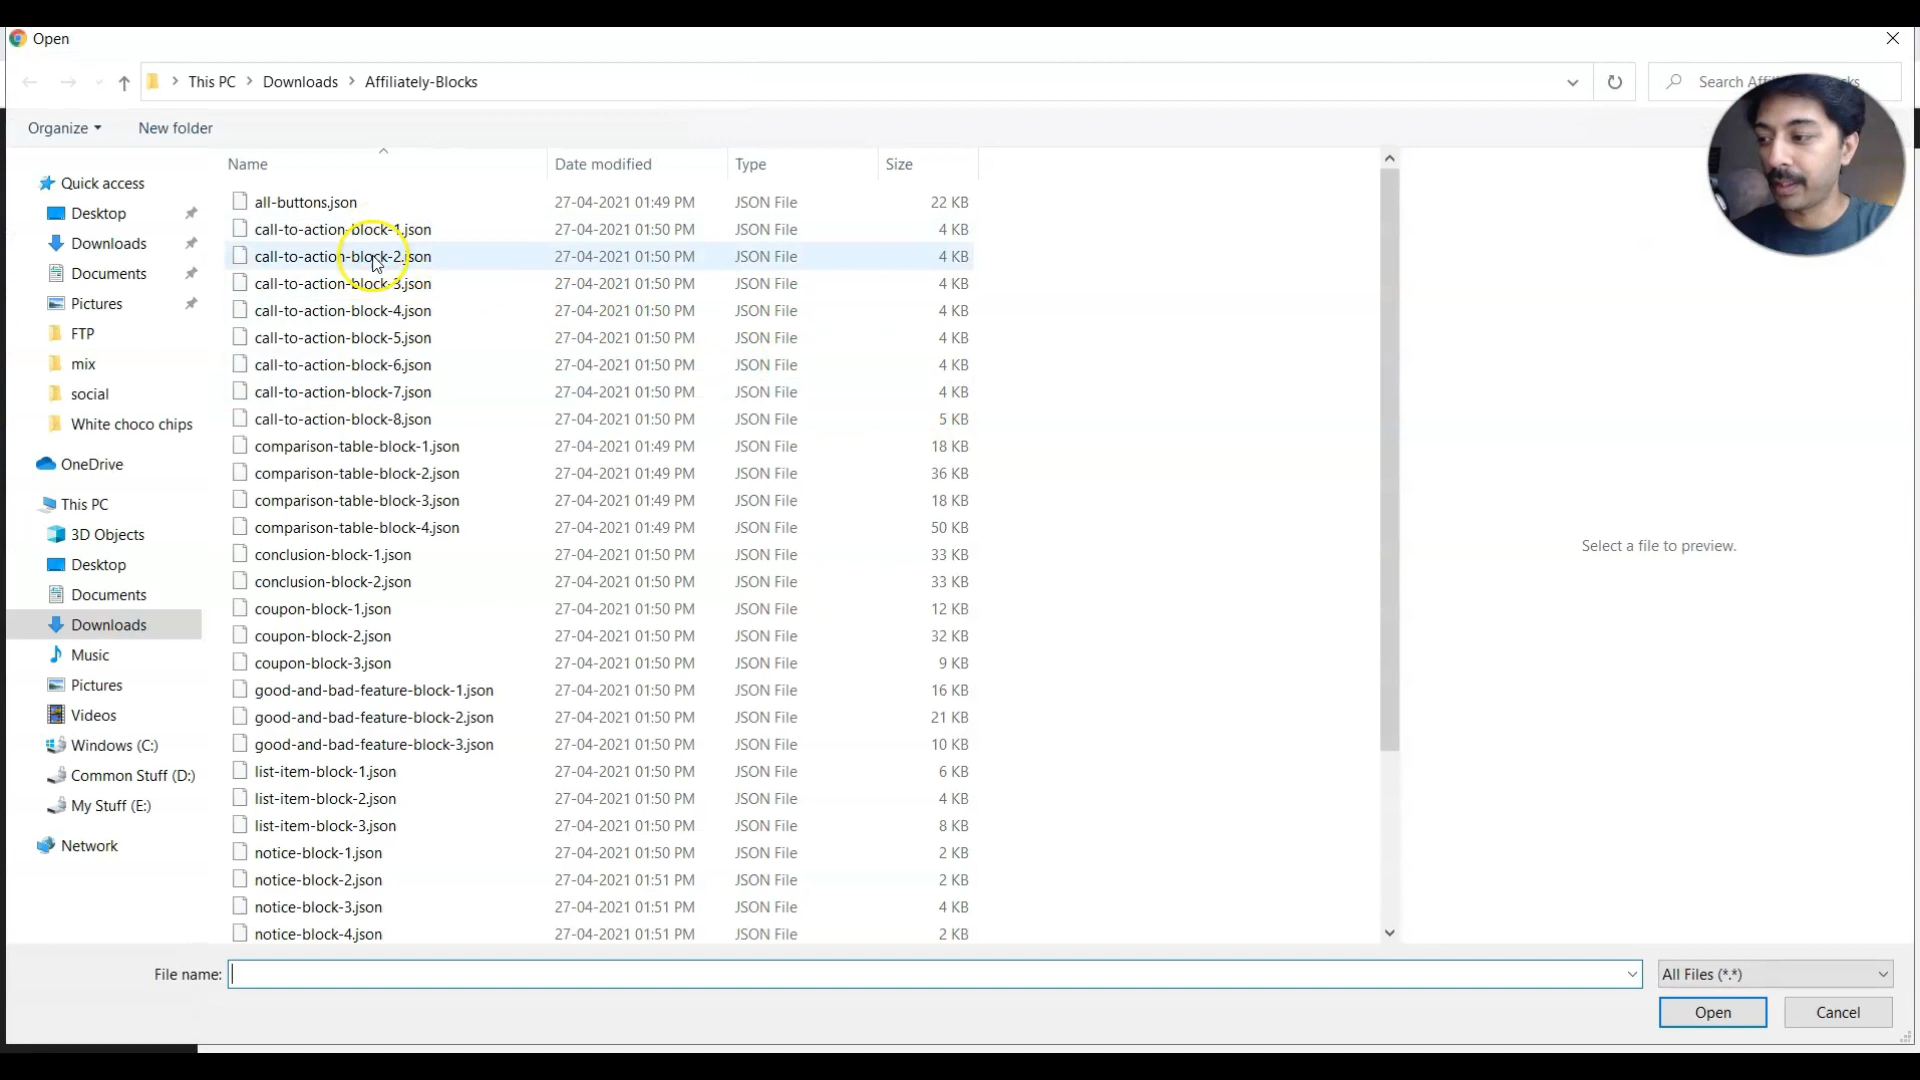 Open
This PC > Downloads > Affiliately-Blocks
Search Aff
Organize
New folder
Name Date modified Type Size
Quick access
Desktop
Downloads
Documents
Pictures
FTP
mix
social
White choco chips
OneDrive
This PC
3D Objects
Desktop
Documents
Downloads
Music
Pictures
Videos
Windows (C:)
Common Stuff (D:)
My Stuff (E:)
Network
all-buttons.json 27-04-2021 01:49 PM JSON File 22 KB
call-to-action-block-1.json 27-04-2021 01:50 PM JSON File 4 KB
call-to-action-block-2.json 27-04-2021 01:50 PM JSON File 4 KB
call-to-action-block-3.json 27-04-2021 01:50 PM JSON File 4 KB
call-to-action-block-4.json 27-04-2021 01:50 PM JSON File 4 KB
call-to-action-block-5.json 27-04-2021 01:50 PM JSON File 4 KB
call-to-action-block-6.json 27-04-2021 01:50 PM JSON File 4 KB
call-to-action-block-7.json 27-04-2021 01:50 PM JSON File 4 KB
call-to-action-block-8.json 27-04-2021 01:50 PM JSON File 5 KB
comparison-table-block-1.json 27-04-2021 01:49 PM JSON File 18 KB
comparison-table-block-2.json 27-04-2021 01:49 PM JSON File 36 KB
comparison-table-block-3.json 27-04-2021 01:49 PM JSON File 18 KB
comparison-table-block-4.json 27-04-2021 01:49 PM JSON File 50 KB
conclusion-block-1.json 27-04-2021 01:50 PM JSON File 33 KB
conclusion-block-2.json 27-04-2021 01:50 PM JSON File 33 KB
coupon-block-1.json 27-04-2021 01:50 PM JSON File 12 KB
coupon-block-2.json 27-04-2021 01:50 PM JSON File 32 KB
coupon-block-3.json 27-04-2021 01:50 PM JSON File 9 KB
good-and-bad-feature-block-1.json 27-04-2021 01:50 PM JSON File 16 KB
good-and-bad-feature-block-2.json 27-04-2021 01:50 PM JSON File 21 KB
good-and-bad-feature-block-3.json 27-04-2021 01:50 PM JSON File 10 KB
list-item-block-1.json 27-04-2021 01:50 PM JSON File 6 KB
list-item-block-2.json 27-04-2021 01:50 PM JSON File 4 KB
list-item-block-3.json 27-04-2021 01:50 PM JSON File 8 KB
notice-block-1.json 27-04-2021 01:50 PM JSON File 2 KB
notice-block-2.json 27-04-2021 01:51 PM JSON File 2 KB
notice-block-3.json 27-04-2021 01:51 PM JSON File 4 KB
notice-block-4.json 27-04-2021 01:51 PM JSON File 2 KB
Select a file to preview.
File name:
All Files (*.*)
Open
Cancel